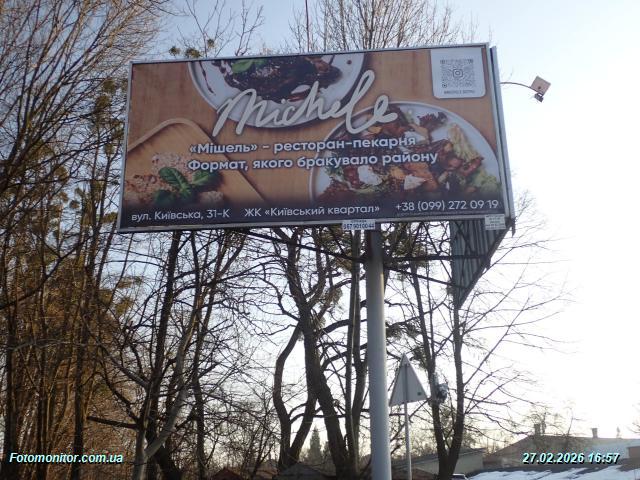 Michele
«Мішель» – ресторан-пекарня
Формат, якого бракувало району
вул. Київська, 31-К ЖК «Київський квартал» +38 (099) 272 09 19
0679010044
Fotomonitor.com.ua
27.02.2026 16:57